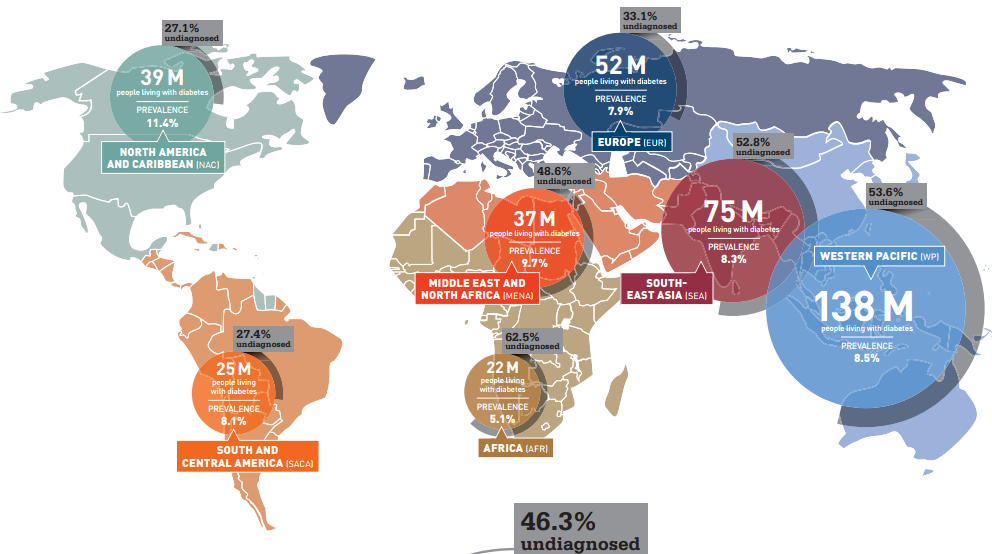 27.1%
undiagnosed
39 M
people living with diabetes
PREVALENCE
11.4%
NORTH AMERICA
AND CARIBBEAN (NAC)
33.1%
undiagnosed
52 M
people living with diabetes
PREVALENCE
7.9%
EUROPE (EUR)
48.6%
undiagnosed
37 M
people living with diabetes
PREVALENCE
9.7%
MIDDLE EAST AND
NORTH AFRICA (MENA)
52.8%
undiagnosed
75 M
people living with diabetes
PREVALENCE
8.3%
SOUTH-
EAST ASIA (SEA)
53.6%
undiagnosed
WESTERN PACIFIC (WP)
138 M
people living with diabetes
PREVALENCE
8.5%
27.4%
undiagnosed
25 M
people living
with diabetes
PREVALENCE
8.1%
SOUTH AND
CENTRAL AMERICA (SACA)
62.5%
undiagnosed
22 M
people living
with diabetes
PREVALENCE
5.1%
AFRICA (AFR)
46.3%
undiagnosed